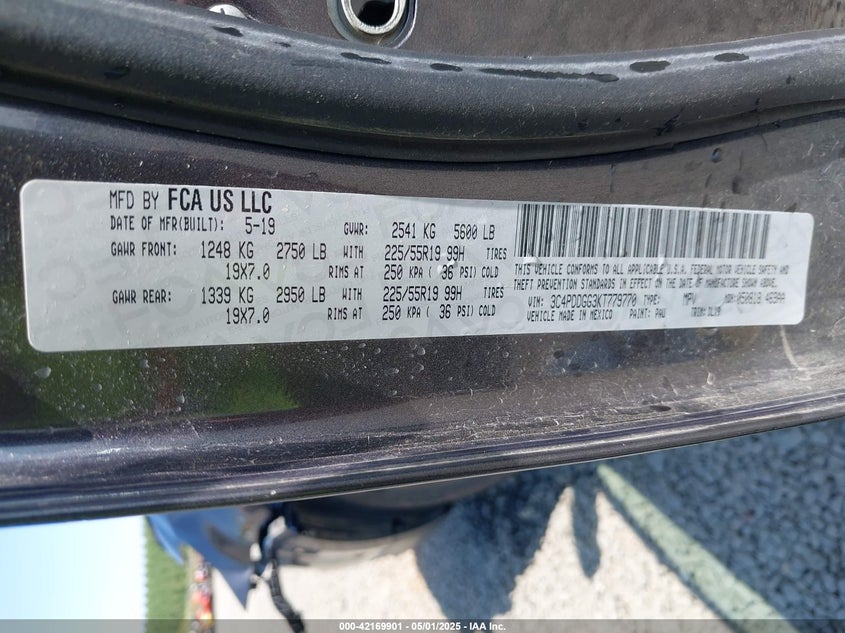 MFD BY FCA US LLC
DATE OF MFR(BUILT): 5-19 GVWR: 2541 KG 5600 LB
GAWR FRONT: 1248 KG 2750 LB WITH 225/55R19 99H TIRES
19X7.0 RIMS AT 250 KPA ( 36 PSI) COLD
GAWR REAR: 1339 KG 2950 LB WITH 225/55R19 99H TIRES
19X7.0 RIMS AT 250 KPA ( 36 PSI) COLD
THIS VEHICLE CONFORMS TO ALL APPLICABLE U.S.A. FEDERAL MOTOR VEHICLE SAFETY AND
THEFT PREVENTION STANDARDS IN EFFECT ON THE DATE OF MANUFACTURE SHOWN ABOVE.
VIN: 3C4PDDGG3KT779770 TYPE: MPV MDH:
VEHICLE MADE IN MEXICO PAINT: PAU TRIM:
000-42169901 - 05/01/2025 - IAA Inc.